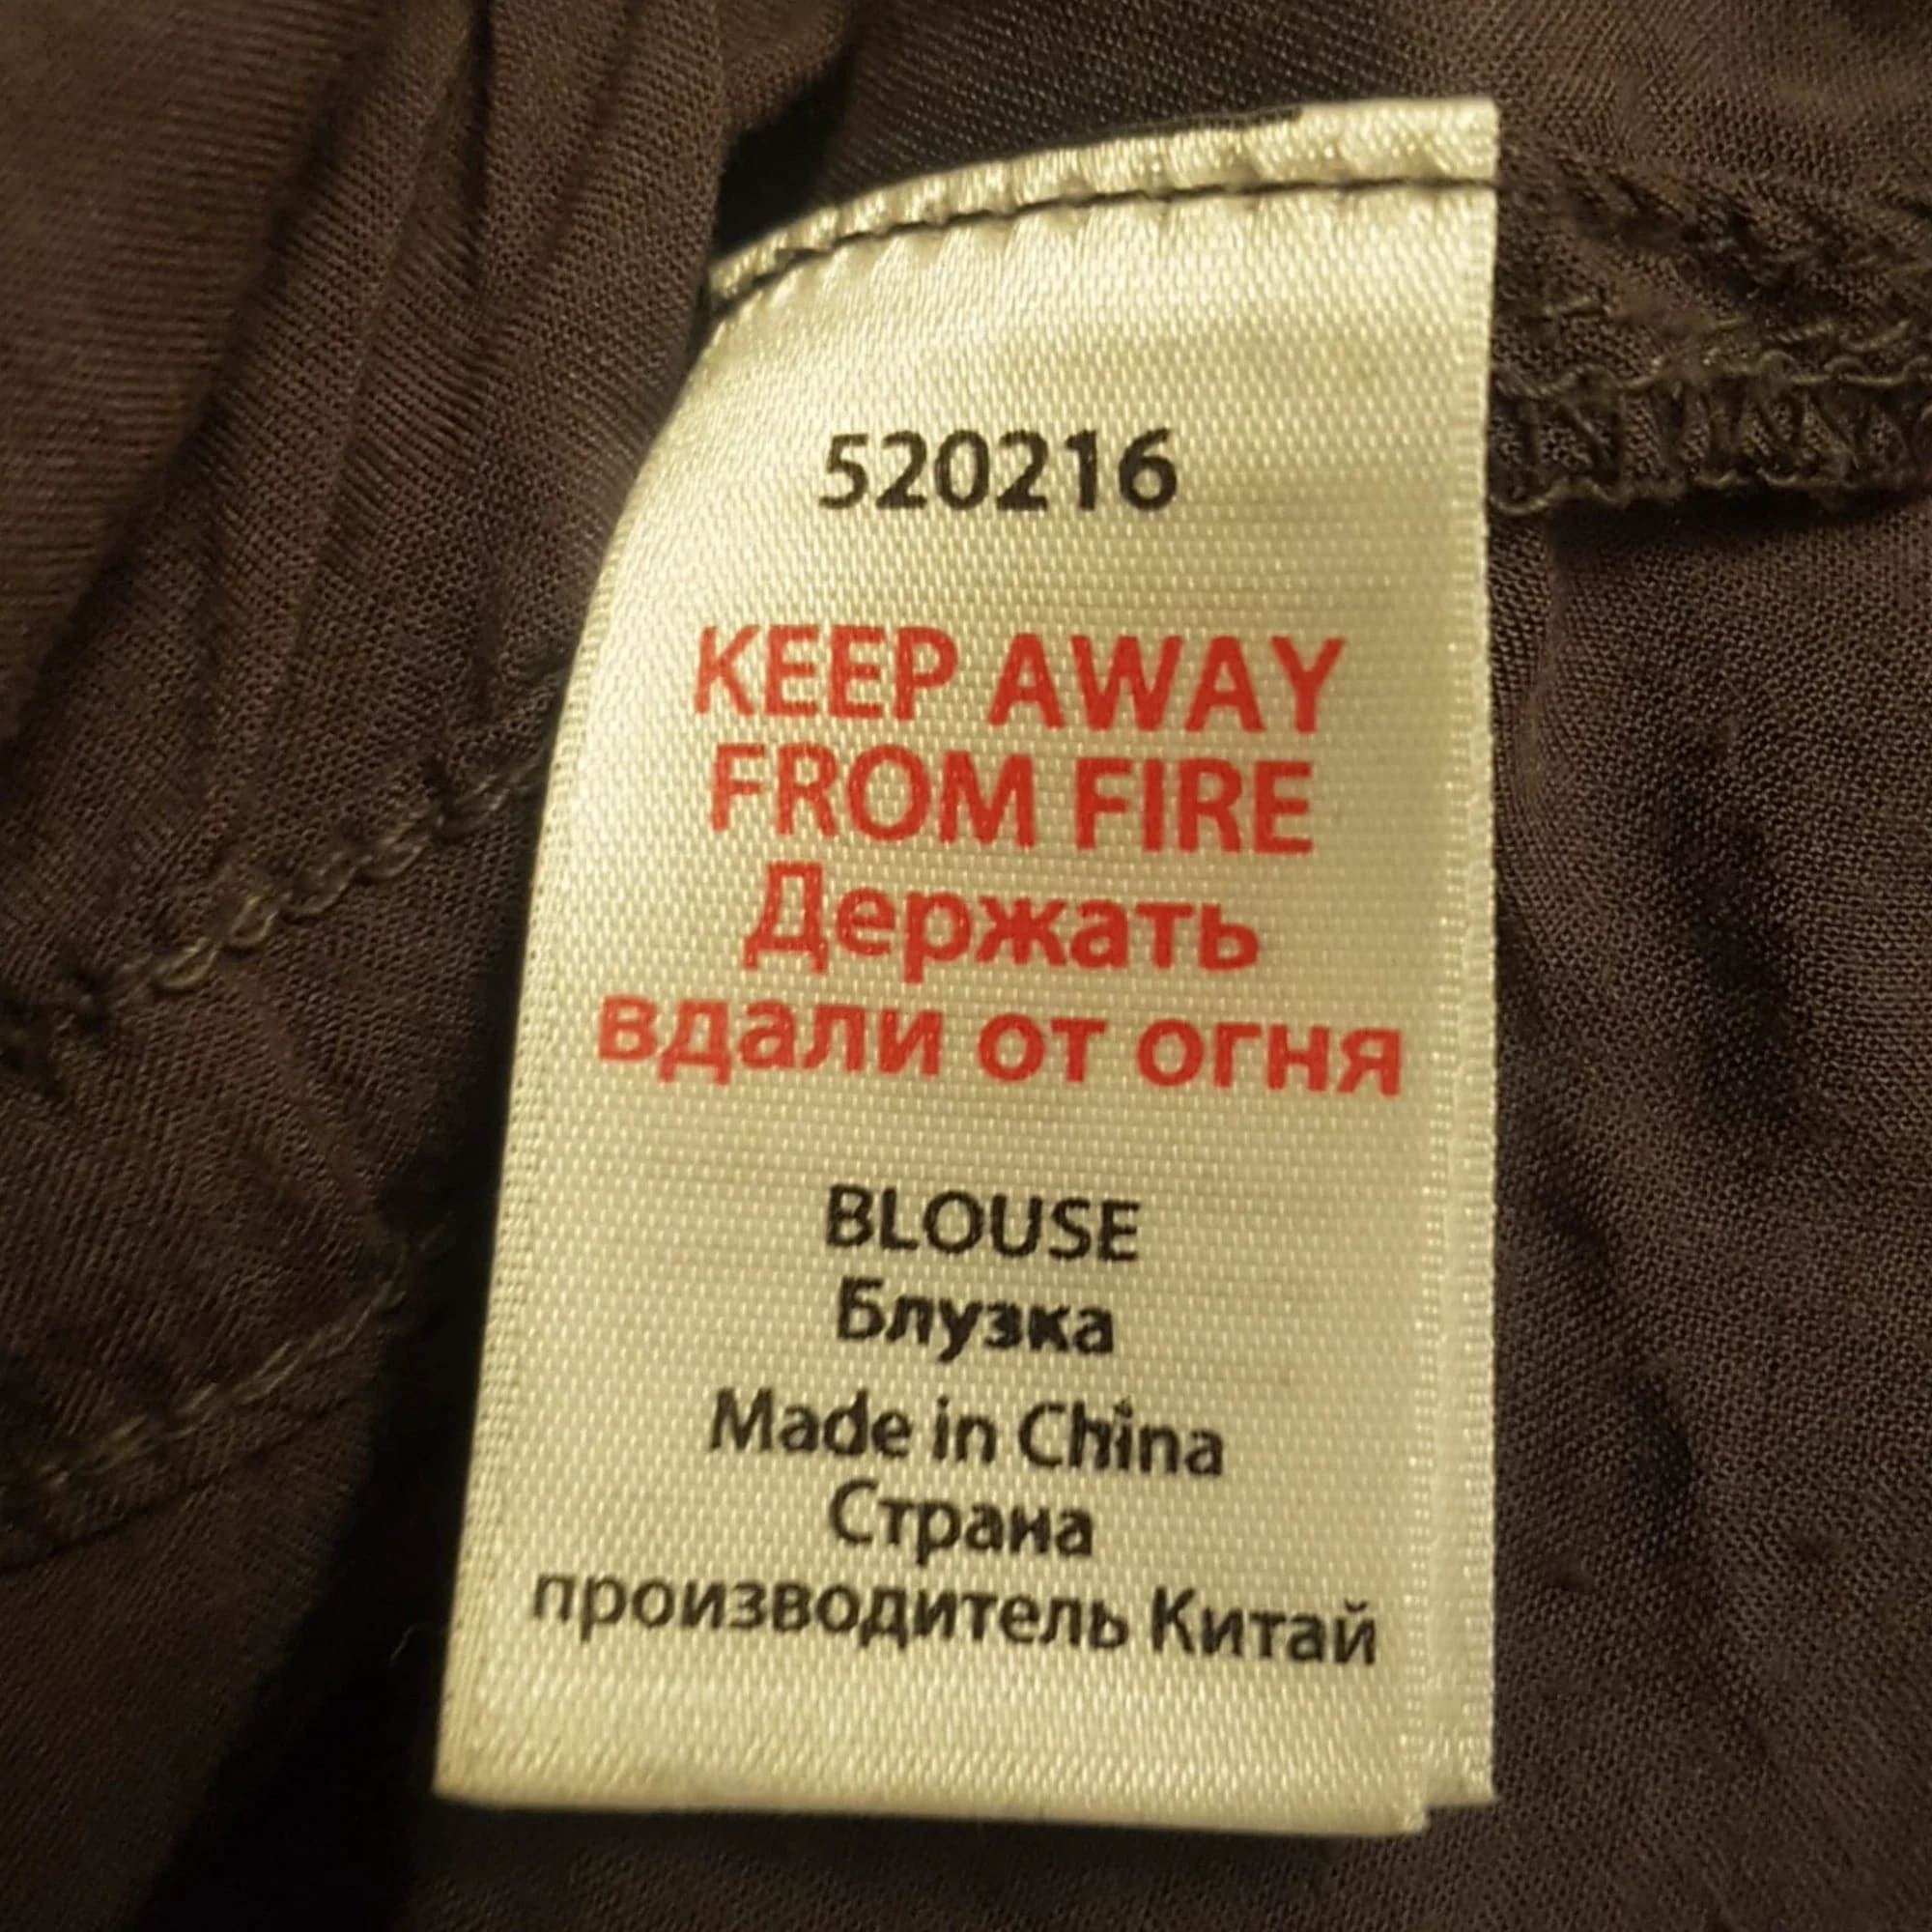 520216
KEEP AWAY
FROM FIRE
Держать
вдали от огня
BLOUSE
Блузка
Made in China
Страна
производитель Китай